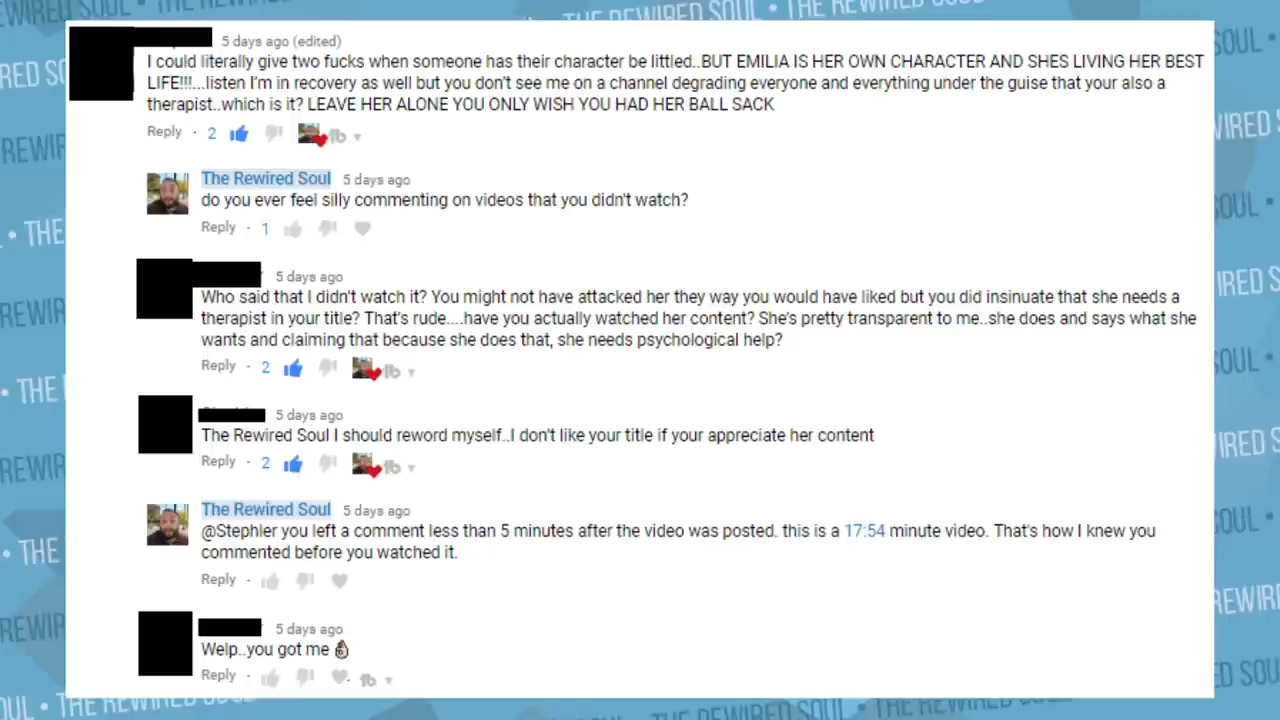 5 days ago (edited)
I could literally give two fucks when someone has their character be littled..BUT EMILIA IS HER OWN CHARACTER AND SHES LIVING HER BEST
LIFE!!!...listen I'm in recovery as well but you don't see me on a channel degrading everyone and everything under the guise that your also a
therapist..which is it? LEAVE HER ALONE YOU ONLY WISH YOU HAD HER BALL SACK
Reply · 2
The Rewired Soul 5 days ago
do you ever feel silly commenting on videos that you didn't watch?
Reply · 1
5 days ago
Who said that I didn't watch it? You might not have attacked her they way you would have liked but you did insinuate that she needs a
therapist in your title? That's rude....have you actually watched her content? She's pretty transparent to me..she does and says what she
wants and claiming that because she does that, she needs psychological help?
Reply · 2
5 days ago
The Rewired Soul I should reword myself..I don't like your title if your appreciate her content
Reply · 2
The Rewired Soul 5 days ago
@Stephler you left a comment less than 5 minutes after the video was posted. this is a 17:54 minute video. That's how I knew you
commented before you watched it.
Reply ·
5 days ago
Welp..you got me 👌🏿
Reply ·
THE REWIRED SOUL • THE REWIRED SOUL